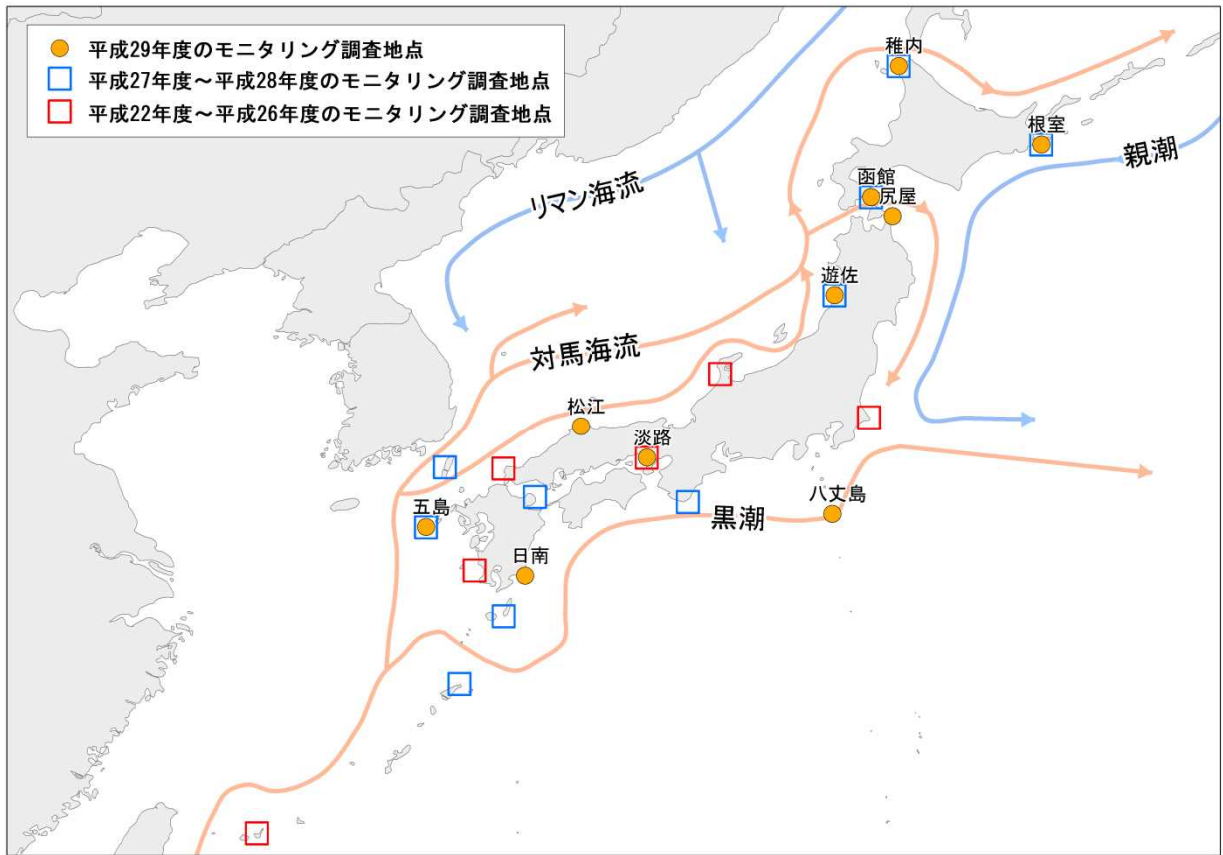 平成29年度のモニタリング調査地点
平成27年度～平成28年度のモニタリング調査地点
平成22年度～平成26年度のモニタリング調査地点
稚内
根室
親潮
函館
尻屋
リマン海流
遊佐
対馬海流
松江
淡路
八丈島
黒潮
五島
日南